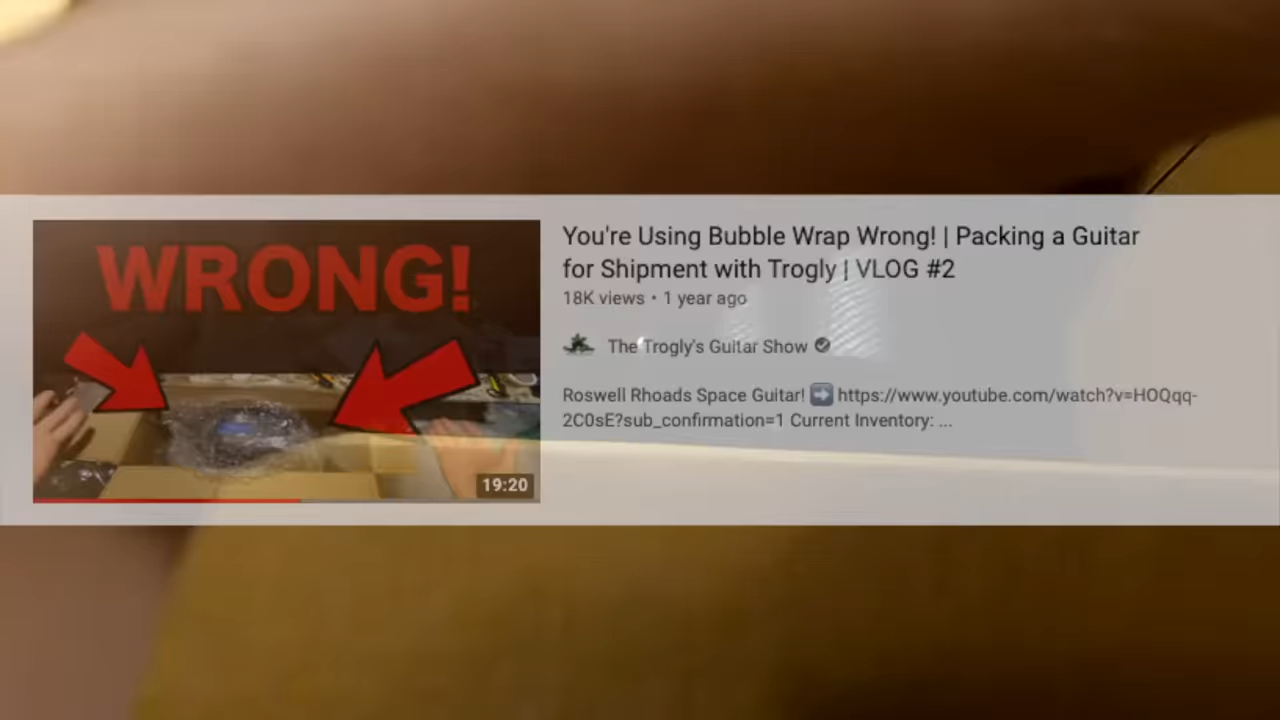 WRONG!
19:20
You're Using Bubble Wrap Wrong! | Packing a Guitar
for Shipment with Trogly | VLOG #2
18K views • 1 year ago
The Trogly's Guitar Show
Roswell Rhoads Space Guitar! ➡️ https://www.youtube.com/watch?v=HOQqq-
2C0sE?sub_confirmation=1 Current Inventory: ...